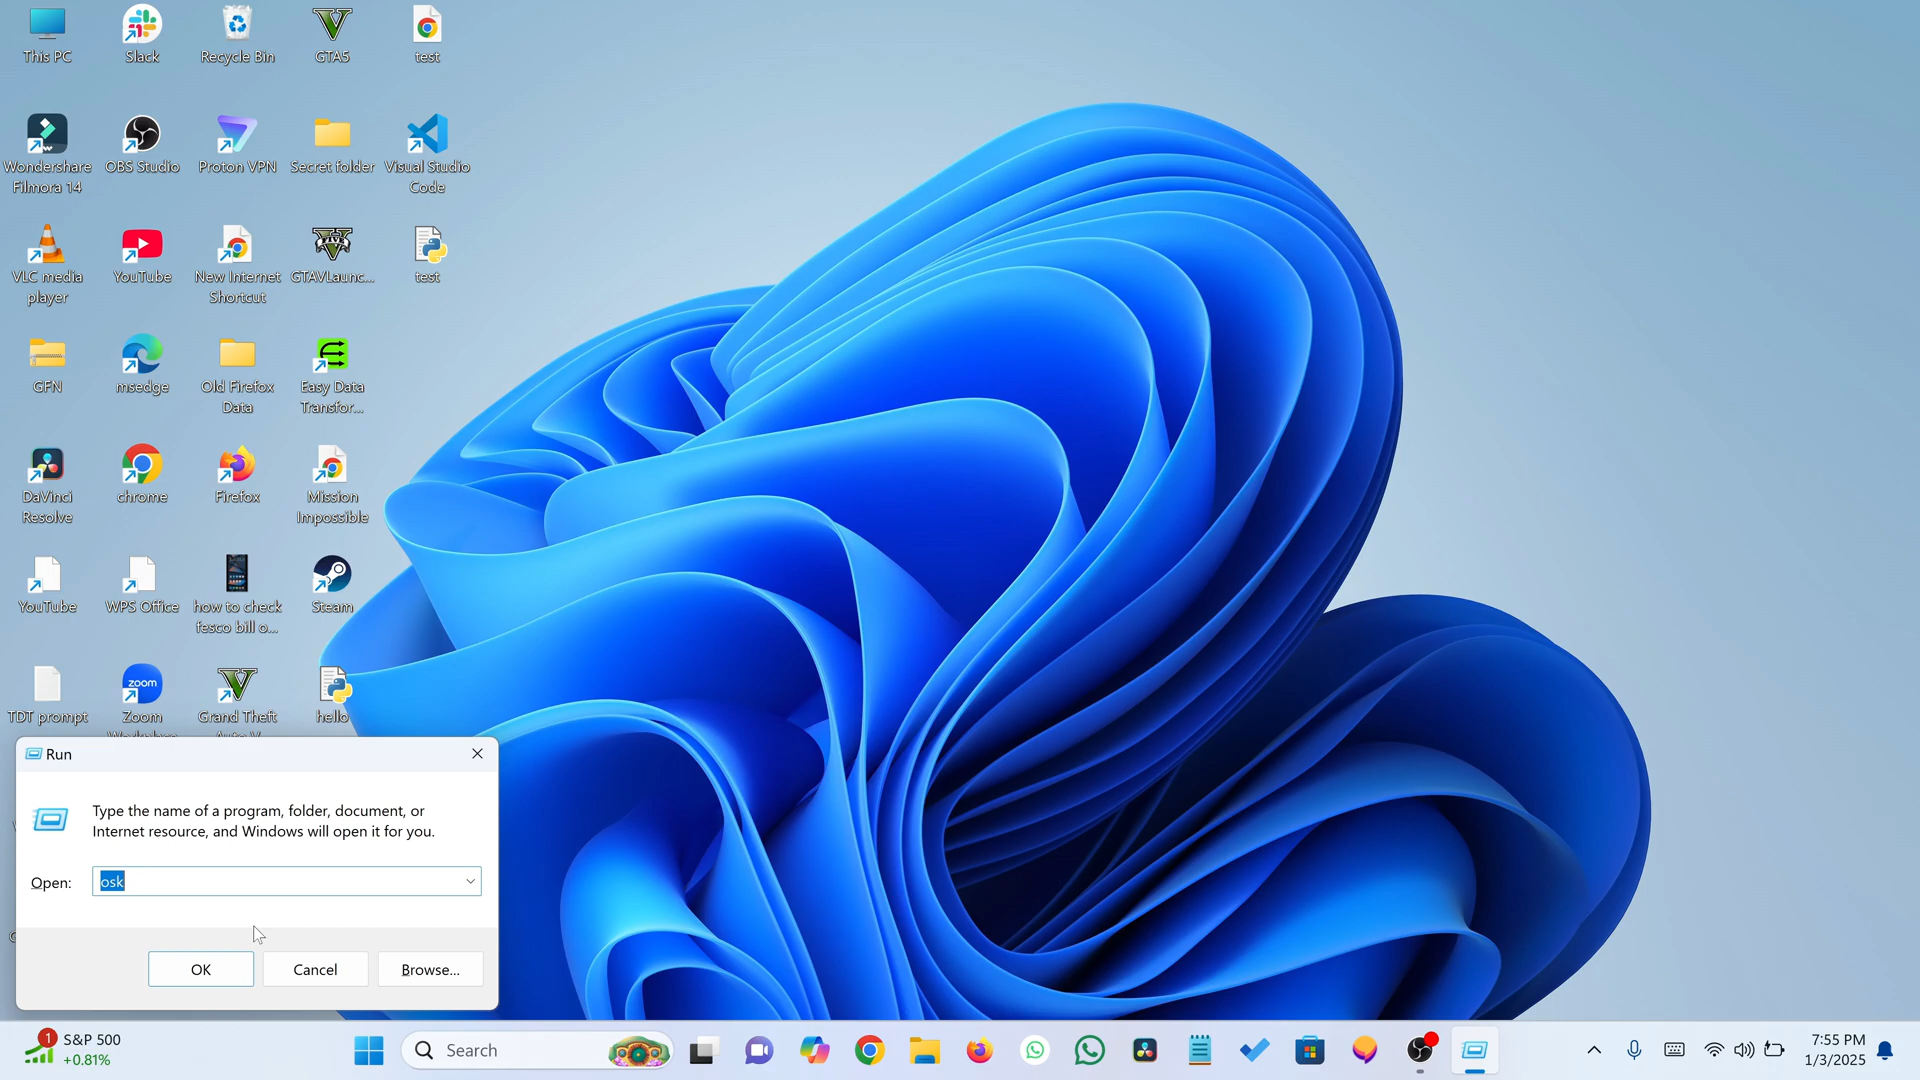 This PC
Slack
Recycle Bin
GTA5
test
Wondershare
Filmora 14
OBS Studio
Proton VPN
Secret folder
Visual Studio
Code
VLC media
player
YouTube
New Internet
Shortcut
GTAVLaunc...
test
GFN
msedge
Old Firefox
Data
Easy Data
Transfor...
DaVinci
Resolve
chrome
Firefox
Mission
Impossible
YouTube
WPS Office
how to check
fesco bill o...
Steam
TDT prompt
zoom
Zoom
Grand Theft
hello
Run
Type the name of a program, folder, document, or
Internet resource, and Windows will open it for you.
Open:
osk
OK
Cancel
Browse...
1
S&P 500
+0.81%
Search
7:55 PM
1/3/2025